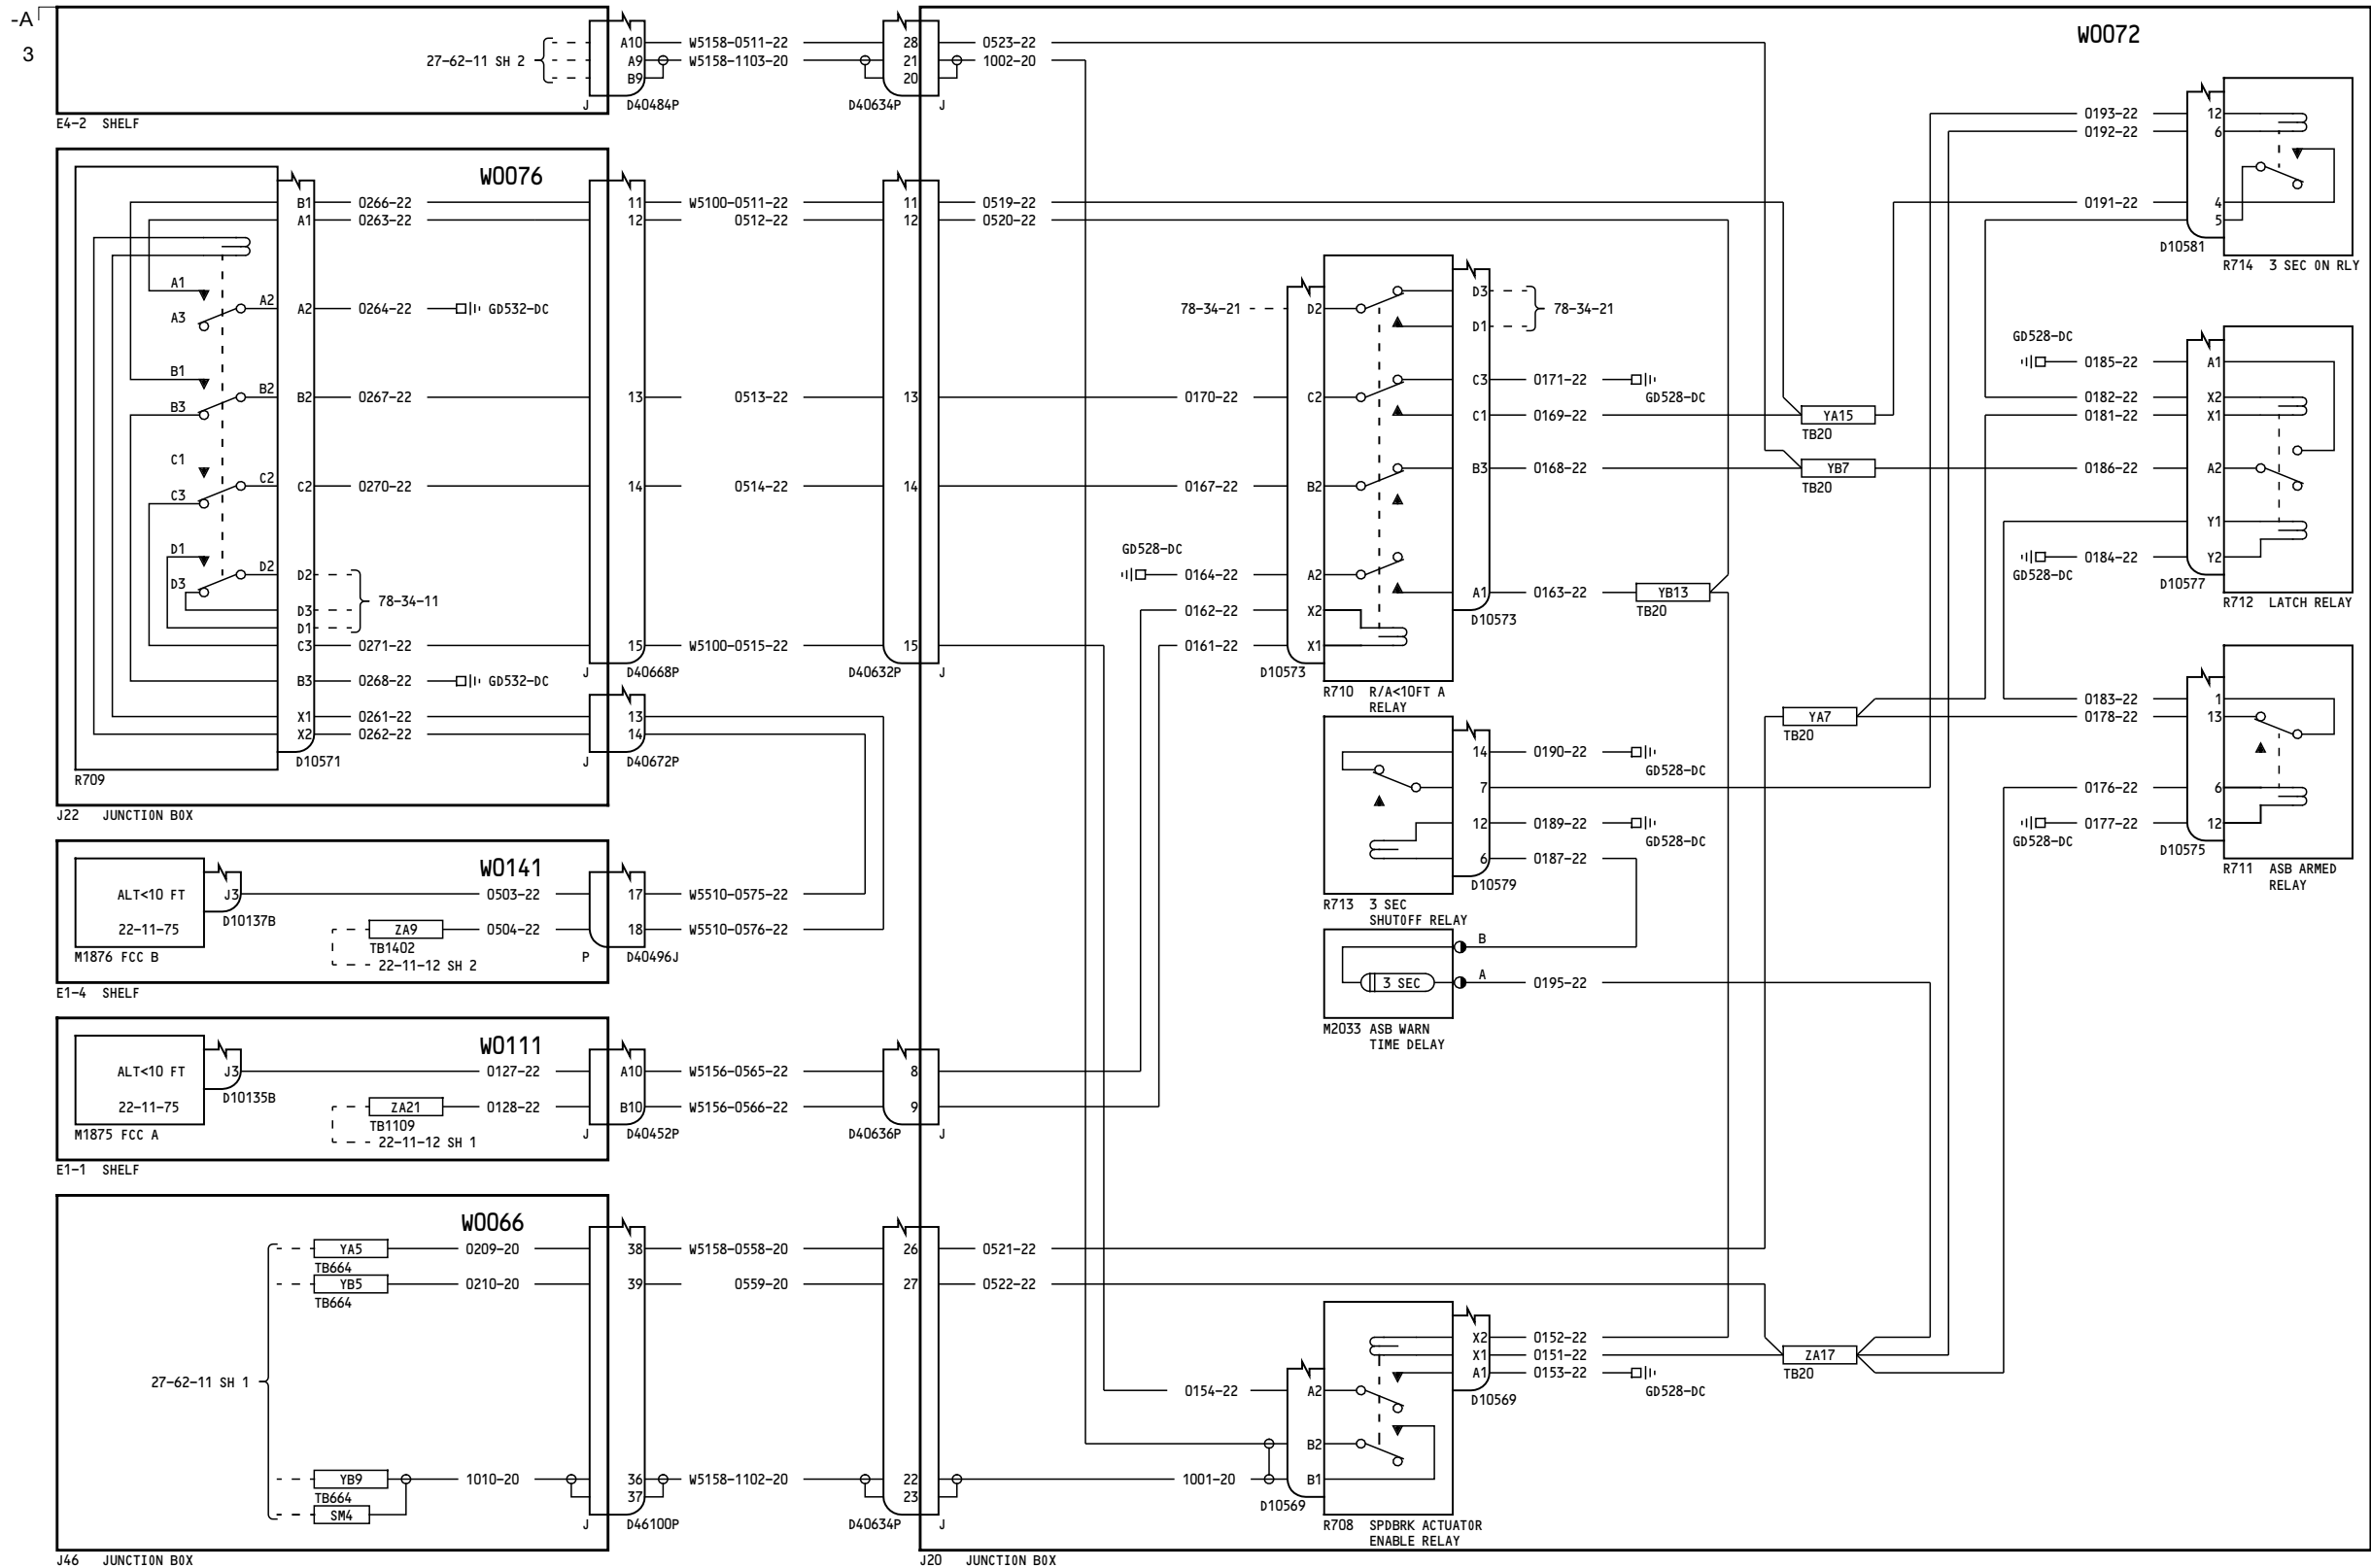 -A
3
W0072
27-62-11 SH 2
A10
A9
B9
J
D40484P
W5158-0511-22
W5158-1103-20
28
21
20
D40634P
J
0523-22
1002-20
E4-2 SHELF
W0076
B1
A1
0266-22
0263-22
A1
A3
A2
A2
0264-22
GD532-DC
B1
B3
B2
B2
0267-22
C1
C3
C2
C2
0270-22
D1
D3
D2
D2
D3
D1
78-34-11
C3
0271-22
B3
0268-22
GD532-DC
X1
X2
0261-22
0262-22
D10571
R709
J22 JUNCTION BOX
11
12
13
14
15
J
D40668P
13
14
J
D40672P
W5100-0511-22
0512-22
0513-22
0514-22
W5100-0515-22
11
12
13
14
15
D40632P
J
0519-22
0520-22
78-34-21
D2
D3
D1
78-34-21
0170-22
C2
C3
0171-22
GD528-DC
C1
0169-22
0167-22
B2
B3
0168-22
GD528-DC
0164-22
A2
0162-22
X2
0161-22
X1
A1
0163-22
D10573
D10573
R710 R/A<10FT A
RELAY
YB13
TB20
YA15
TB20
YB7
TB20
0193-22
0192-22
12
6
0191-22
4
5
D10581
R714 3 SEC ON RLY
GD528-DC
0185-22
A1
0182-22
X2
0181-22
X1
0186-22
A2
Y1
0184-22
Y2
GD528-DC
D10577
R712 LATCH RELAY
YA7
TB20
0183-22
1
0178-22
13
0176-22
6
0177-22
12
GD528-DC
D10575
R711 ASB ARMED
RELAY
14
0190-22
GD528-DC
7
12
0189-22
GD528-DC
6
0187-22
D10579
R713 3 SEC
SHUTOFF RELAY
B
3 SEC
A
0195-22
M2033 ASB WARN
TIME DELAY
W0141
ALT<10 FT
22-11-75
J3
D10137B
0503-22
ZA9
TB1402
0504-22
22-11-12 SH 2
M1876 FCC B
17
18
P
D40496J
W5510-0575-22
W5510-0576-22
E1-4 SHELF
W0111
ALT<10 FT
22-11-75
J3
D10135B
0127-22
ZA21
TB1109
0128-22
22-11-12 SH 1
M1875 FCC A
A10
B10
J
D40452P
W5156-0565-22
W5156-0566-22
8
9
D40636P
J
E1-1 SHELF
W0066
YA5
TB664
0209-20
YB5
TB664
0210-20
38
39
W5158-0558-20
0559-20
26
27
0521-22
0522-22
27-62-11 SH 1
YB9
TB664
SM4
1010-20
36
37
J
D46100P
W5158-1102-20
22
23
D40634P
J
0154-22
A2
B2
1001-20
B1
D10569
X2
0152-22
X1
0151-22
A1
0153-22
GD528-DC
D10569
R708 SPDBRK ACTUATOR
ENABLE RELAY
ZA17
TB20
J46 JUNCTION BOX
J20 JUNCTION BOX